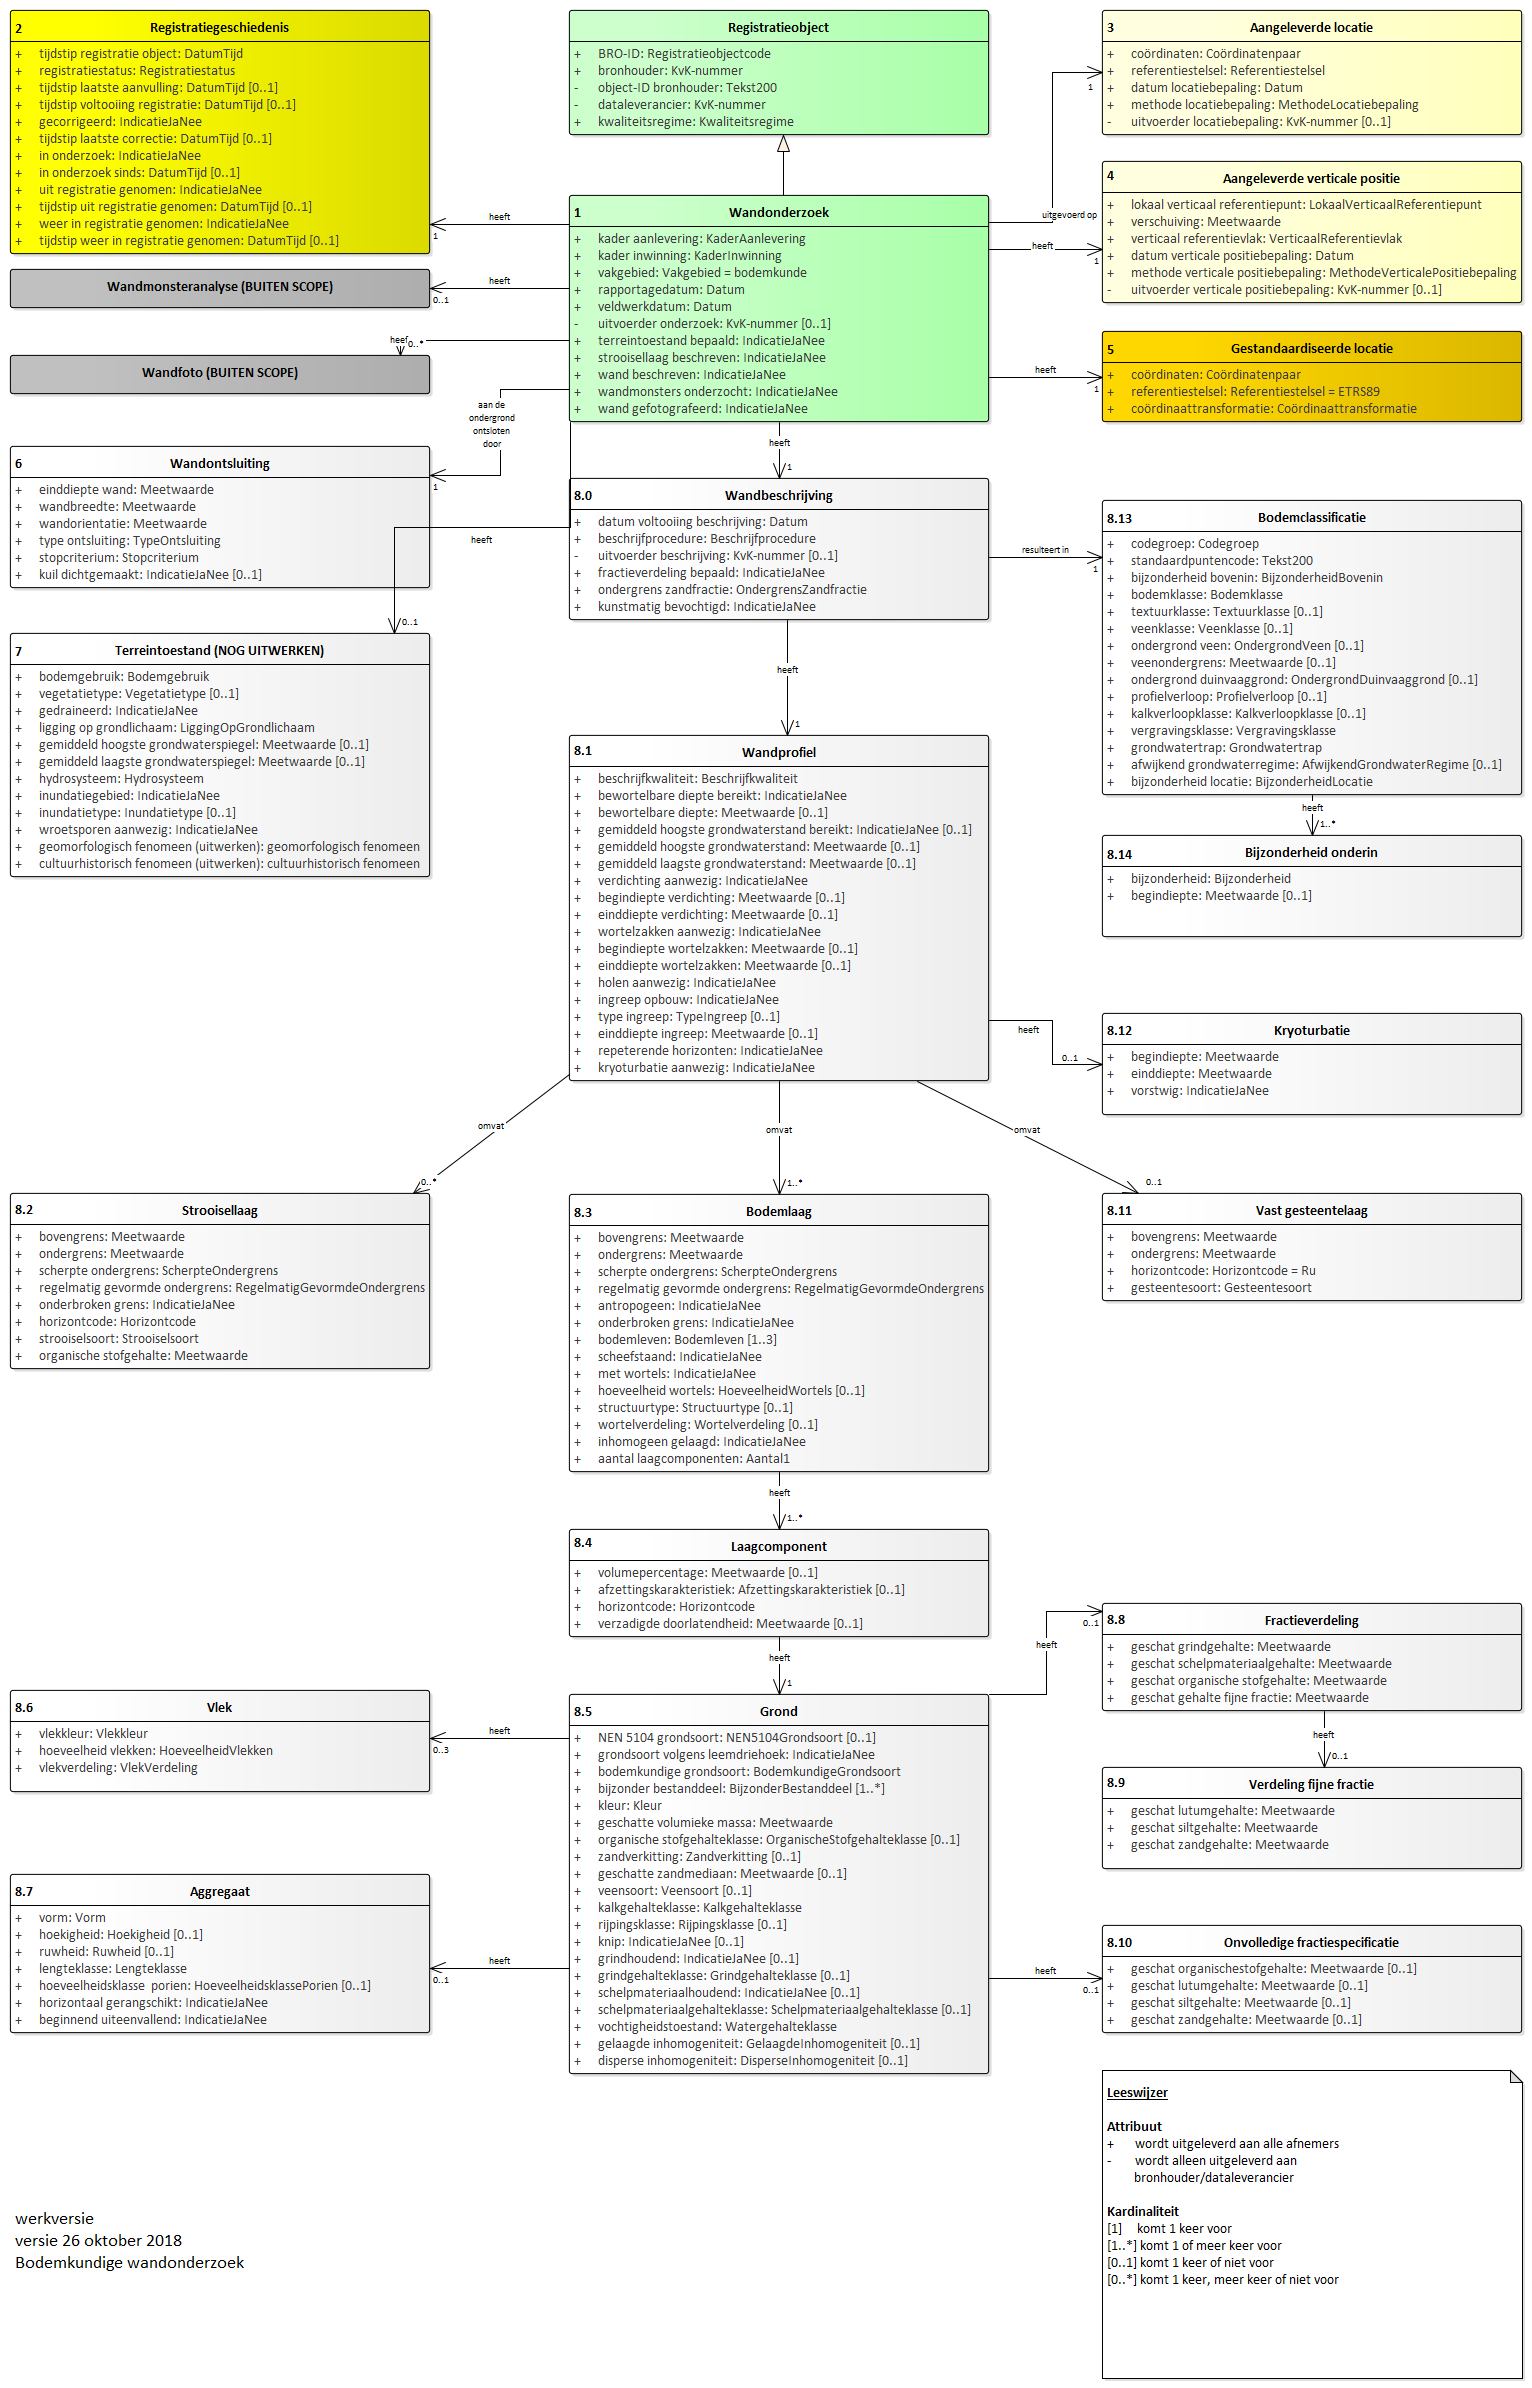 2 Registratiegeschiedenis
+ tijdstip registratie object: DatumTijd
+ registratiestatus: Registratiestatus
+ tijdstip laatste aanvulling: DatumTijd [0..1]
+ tijdstip voltooiing registratie: DatumTijd [0..1]
+ gecorrigeerd: IndicatieJaNee
+ tijdstip laatste correctie: DatumTijd [0..1]
+ in onderzoek: IndicatieJaNee
+ in onderzoek sinds: DatumTijd [0..1]
+ uit registratie genomen: IndicatieJaNee
+ tijdstip uit registratie genomen: DatumTijd [0..1]
+ weer in registratie genomen: IndicatieJaNee
+ tijdstip weer in registratie genomen: DatumTijd [0..1]
Registratieobject
+ BRO-ID: Registratieobjectcode
+ bronhouder: KvK-nummer
- object-ID bronhouder: Tekst200
- dataleverancier: KvK-nummer
+ kwaliteitsregime: Kwaliteitsregime
3 Aangeleverde locatie
+ coördinaten: Coördinatenpaar
+ referentiestelsel: Referentiestelsel
+ datum locatiebepaling: Datum
+ methode locatiebepaling: MethodeLocatiebepaling
- uitvoerder locatiebepaling: KvK-nummer [0..1]
1
uitgevoerd op
4 Aangeleverde verticale positie
+ lokaal verticaal referentiepunt: LokaalVerticaalReferentiepunt
+ verschuiving: Meetwaarde
+ verticaal referentievlak: VerticaalReferentievlak
+ datum verticale positiebepaling: Datum
+ methode verticale positiebepaling: MethodeVerticalePositiebepaling
- uitvoerder verticale positiebepaling: KvK-nummer [0..1]
heeft
1
1 Wandonderzoek
+ kader aanlevering: KaderAanlevering
+ kader inwinning: KaderInwinning
+ vakgebied: Vakgebied = bodemkunde
+ rapportagedatum: Datum
+ veldwerkdatum: Datum
- uitvoerder onderzoek: KvK-nummer [0..1]
+ terreintoestand bepaald: IndicatieJaNee
+ strooisellaag beschreven: IndicatieJaNee
+ wand beschreven: IndicatieJaNee
+ wandmonsters onderzocht: IndicatieJaNee
+ wand gefotografeerd: IndicatieJaNee
heeft
1
Wandmonsteranalyse (BUITEN SCOPE)
heeft
0..1
Wandfoto (BUITEN SCOPE)
heef
0..*
5 Gestandaardiseerde locatie
+ coördinaten: Coördinatenpaar
+ referentiestelsel: Referentiestelsel = ETRS89
+ coördinaattransformatie: Coördinaattransformatie
heeft
1
aan de
ondergrond
ontsloten
door
1
6 Wandontsluiting
+ einddiepte wand: Meetwaarde
+ wandbreedte: Meetwaarde
+ wandorientatie: Meetwaarde
+ type ontsluiting: TypeOntsluiting
+ stopcriterium: Stopcriterium
+ kuil dichtgemaakt: IndicatieJaNee [0..1]
heeft
0..1
heeft
1
8.0 Wandbeschrijving
+ datum voltooiing beschrijving: Datum
+ beschrijfprocedure: Beschrijfprocedure
- uitvoerder beschrijving: KvK-nummer [0..1]
+ fractieverdeling bepaald: IndicatieJaNee
+ ondergrens zandfractie: OndergrensZandfractie
+ kunstmatig bevochtigd: IndicatieJaNee
resulteert in
1
8.13 Bodemclassificatie
+ codegroep: Codegroep
+ standaardpuntencode: Tekst200
+ bijzonderheid bovenin: BijzonderheidBovenin
+ bodemklasse: Bodemklasse
+ textuurklasse: Textuurklasse [0..1]
+ veenklasse: Veenklasse [0..1]
+ ondergrond veen: OndergrondVeen [0..1]
+ veenondergrens: Meetwaarde [0..1]
+ ondergrond duinvaaggrond: OndergrondDuinvaaggrond [0..1]
+ profielverloop: Profielverloop [0..1]
+ kalkverloopklasse: Kalkverloopklasse [0..1]
+ vergravingsklasse: Vergravingsklasse
+ grondwatertrap: Grondwatertrap
+ afwijkend grondwaterregime: AfwijkendGrondwaterRegime [0..1]
+ bijzonderheid locatie: BijzonderheidLocatie
heeft
1..*
8.14 Bijzonderheid onderin
+ bijzonderheid: Bijzonderheid
+ begindiepte: Meetwaarde [0..1]
7 Terreintoestand (NOG UITWERKEN)
+ bodemgebruik: Bodemgebruik
+ vegetatietype: Vegetatietype [0..1]
+ gedraineerd: IndicatieJaNee
+ ligging op grondlichaam: LiggingOpGrondlichaam
+ gemiddeld hoogste grondwaterspiegel: Meetwaarde [0..1]
+ gemiddeld laagste grondwaterspiegel: Meetwaarde [0..1]
+ hydrosysteem: Hydrosysteem
+ inundatiegebied: IndicatieJaNee
+ inundatietype: Inundatietype [0..1]
+ wroetsporen aanwezig: IndicatieJaNee
+ geomorfologisch fenomeen (uitwerken): geomorfologisch fenomeen
+ cultuurhistorisch fenomeen (uitwerken): cultuurhistorisch fenomeen
heeft
1
8.1 Wandprofiel
+ beschrijfkwaliteit: Beschrijfkwaliteit
+ bewortelbare diepte bereikt: IndicatieJaNee
+ bewortelbare diepte: Meetwaarde [0..1]
+ gemiddeld hoogste grondwaterstand bereikt: IndicatieJaNee [0..1]
+ gemiddeld hoogste grondwaterstand: Meetwaarde [0..1]
+ gemiddeld laagste grondwaterstand: Meetwaarde [0..1]
+ verdichting aanwezig: IndicatieJaNee
+ begindiepte verdichting: Meetwaarde [0..1]
+ einddiepte verdichting: Meetwaarde [0..1]
+ wortelzakken aanwezig: IndicatieJaNee
+ begindiepte wortelzakken: Meetwaarde [0..1]
+ einddiepte wortelzakken: Meetwaarde [0..1]
+ holen aanwezig: IndicatieJaNee
+ ingreep opbouw: IndicatieJaNee
+ type ingreep: TypeIngreep [0..1]
+ einddiepte ingreep: Meetwaarde [0..1]
+ repeterende horizonten: IndicatieJaNee
+ kryoturbatie aanwezig: IndicatieJaNee
heeft
0..1
8.12 Kryoturbatie
+ begindiepte: Meetwaarde
+ einddiepte: Meetwaarde
+ vorstwig: IndicatieJaNee
omvat
0..*
omvat
1..*
omvat
0..1
8.2 Strooisellaag
+ bovengrens: Meetwaarde
+ ondergrens: Meetwaarde
+ scherpte ondergrens: ScherpteOndergrens
+ regelmatig gevormde ondergrens: RegelmatigGevormdeOndergrens
+ onderbroken grens: IndicatieJaNee
+ horizontcode: Horizontcode
+ strooiselsoort: Strooiselsoort
+ organische stofgehalte: Meetwaarde
8.3 Bodemlaag
+ bovengrens: Meetwaarde
+ ondergrens: Meetwaarde
+ scherpte ondergrens: ScherpteOndergrens
+ regelmatig gevormde ondergrens: RegelmatigGevormdeOndergrens
+ antropogeen: IndicatieJaNee
+ onderbroken grens: IndicatieJaNee
+ bodemleven: Bodemleven [1..3]
+ scheefstaand: IndicatieJaNee
+ met wortels: IndicatieJaNee
+ hoeveelheid wortels: HoeveelheidWortels [0..1]
+ structuurtype: Structuurtype [0..1]
+ wortelverdeling: Wortelverdeling [0..1]
+ inhomogeen gelaagd: IndicatieJaNee
+ aantal laagcomponenten: Aantal1
8.11 Vast gesteentelaag
+ bovengrens: Meetwaarde
+ ondergrens: Meetwaarde
+ horizontcode: Horizontcode = Ru
+ gesteentesoort: Gesteentesoort
heeft
1..*
8.4 Laagcomponent
+ volumepercentage: Meetwaarde [0..1]
+ afzettingskarakteristiek: Afzettingskarakteristiek [0..1]
+ horizontcode: Horizontcode
+ verzadigde doorlatendheid: Meetwaarde [0..1]
heeft
1
8.5 Grond
+ NEN 5104 grondsoort: NEN5104Grondsoort [0..1]
+ grondsoort volgens leemdriehoek: IndicatieJaNee
+ bodemkundige grondsoort: BodemkundigeGrondsoort
+ bijzonder bestanddeel: BijzonderBestanddeel [1..*]
+ kleur: Kleur
+ geschatte volumieke massa: Meetwaarde
+ organische stofgehalteklasse: OrganischeStofgehalteklasse [0..1]
+ zandverkitting: Zandverkitting [0..1]
+ geschatte zandmediaan: Meetwaarde [0..1]
+ veensoort: Veensoort [0..1]
+ kalkgehalteklasse: Kalkgehalteklasse
+ rijpingsklasse: Rijpingsklasse [0..1]
+ knip: IndicatieJaNee [0..1]
+ grindhoudend: IndicatieJaNee [0..1]
+ grindgehalteklasse: Grindgehalteklasse [0..1]
+ schelpmateriaalhoudend: IndicatieJaNee [0..1]
+ schelpmateriaalgehalteklasse: Schelpmateriaalgehalteklasse [0..1]
+ vochtigheidstoestand: Watergehalteklasse
+ gelaagde inhomogeniteit: GelaagdeInhomogeniteit [0..1]
+ disperse inhomogeniteit: DisperseInhomogeniteit [0..1]
heeft
0..3
8.6 Vlek
+ vlekkleur: Vlekkleur
+ hoeveelheid vlekken: HoeveelheidVlekken
+ vlekverdeling: VlekVerdeling
heeft
0..1
8.7 Aggregaat
+ vorm: Vorm
+ hoekigheid: Hoekigheid [0..1]
+ ruwheid: Ruwheid [0..1]
+ lengteklasse: Lengteklasse
+ hoeveelheidsklasse porien: HoeveelheidsklassePorien [0..1]
+ horizontaal gerangschikt: IndicatieJaNee
+ beginnend uiteenvallend: IndicatieJaNee
heeft
0..1
8.8 Fractieverdeling
+ geschat grindgehalte: Meetwaarde
+ geschat schelpmateriaalgehalte: Meetwaarde
+ geschat organische stofgehalte: Meetwaarde
+ geschat gehalte fijne fractie: Meetwaarde
heeft
0..1
8.9 Verdeling fijne fractie
+ geschat lutumgehalte: Meetwaarde
+ geschat siltgehalte: Meetwaarde
+ geschat zandgehalte: Meetwaarde
heeft
0..1
8.10 Onvolledige fractiespecificatie
+ geschat organischestofgehalte: Meetwaarde [0..1]
+ geschat lutumgehalte: Meetwaarde [0..1]
+ geschat siltgehalte: Meetwaarde [0..1]
+ geschat zandgehalte: Meetwaarde [0..1]
Leeswijzer
Attribuut
+ wordt uitgeleverd aan alle afnemers
- wordt alleen uitgeleverd aan
bronhouder/dataleverancier
Kardinaliteit
[1] komt 1 keer voor
[1..*] komt 1 of meer keer voor
[0..1] komt 1 keer of niet voor
[0..*] komt 1 keer, meer keer of niet voor
werkversie
versie 26 oktober 2018
Bodemkundige wandonderzoek